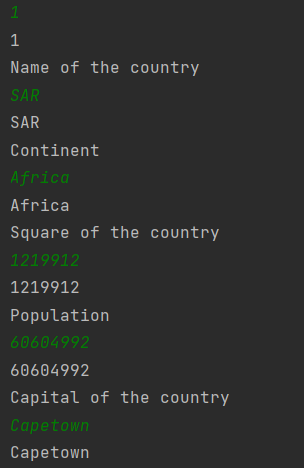 1
1
Name of the country
SAR
SAR
Continent
Africa
Africa
Square of the country
1219912
1219912
Population
60604992
60604992
Capital of the country
Capetown
Capetown